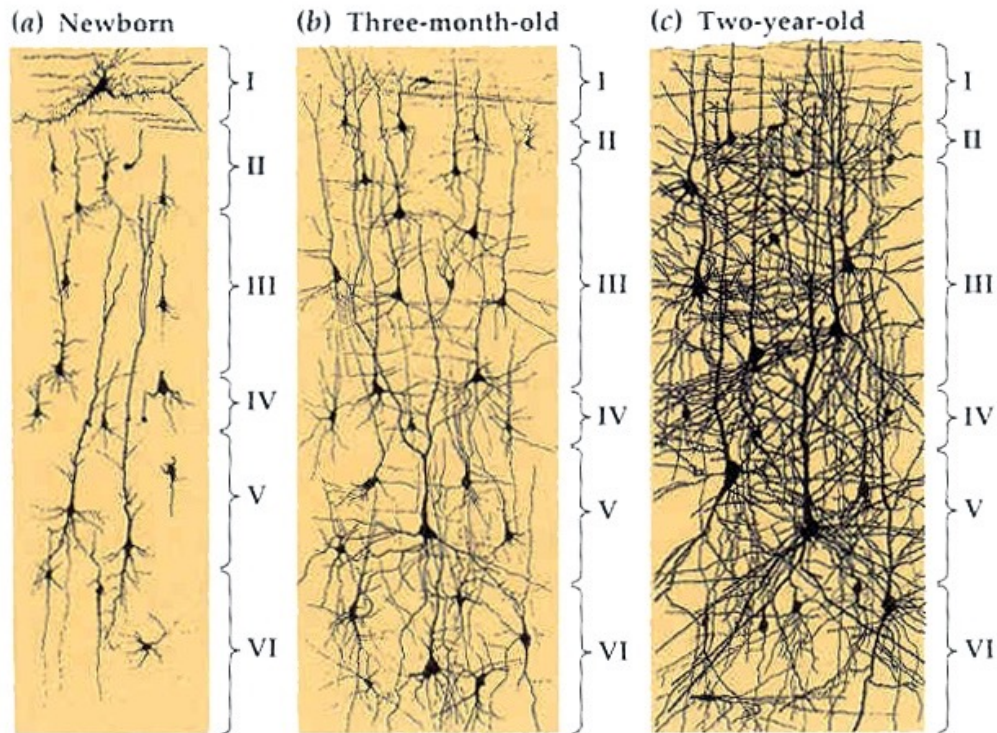 (a) Newborn
I
II
III
IV
V
VI
(b) Three-month-old
I
II
III
IV
V
VI
(c) Two-year-old
I
II
III
IV
V
VI